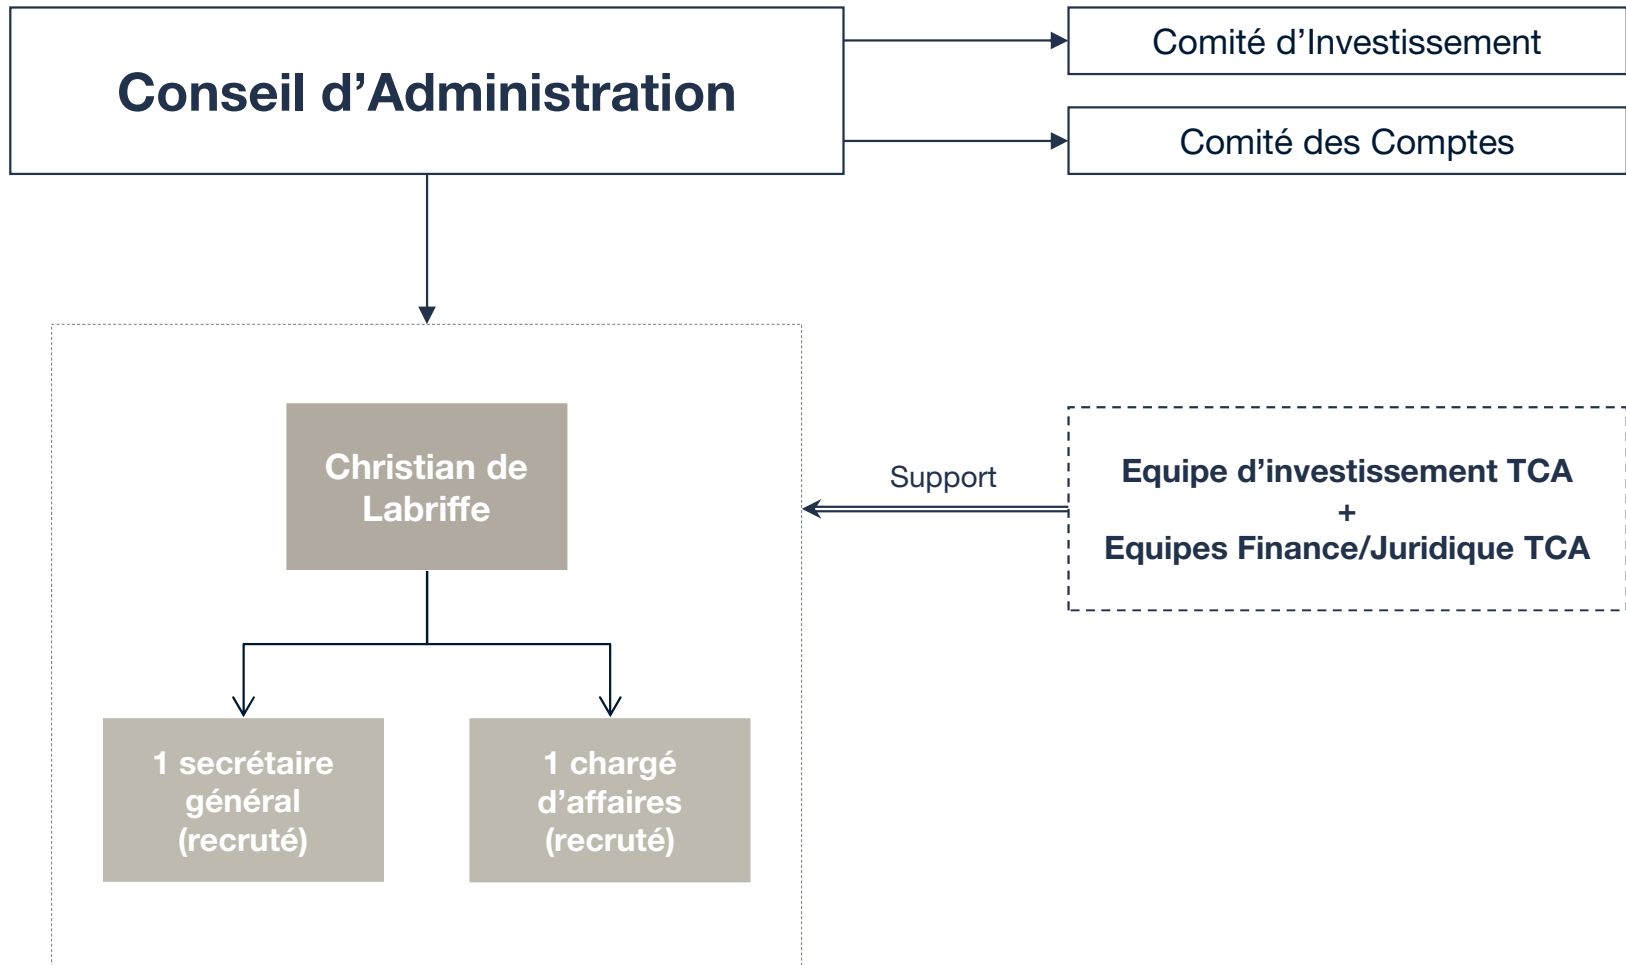 Conseil d’Administration
Comité d’Investissement
Comité des Comptes
Christian de
Labriffe
Support
Equipe d’investissement TCA
+
Equipes Finance/Juridique TCA
1 secrétaire
général
(recruté)
1 chargé
d’affaires
(recruté)